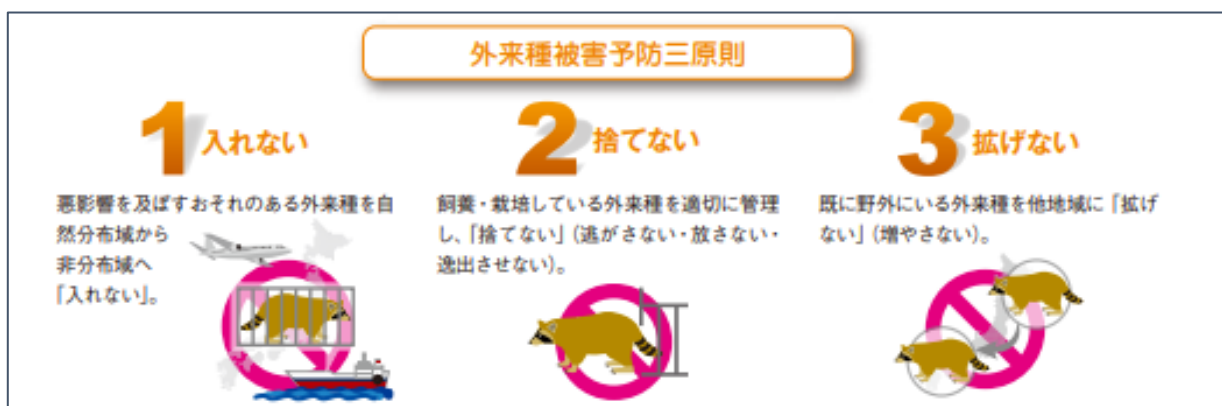 外来種被害予防三原則
1 入れない
悪影響を及ぼすおそれのある外来種を自
然分布域から
非分布域へ
「入れない」。
2 捨てない
飼養・栽培している外来種を適切に管理
し、「捨てない」(逃がさない・放さない・
逸出させない)。
3 拡げない
既に野外にいる外来種を他地域に「拡げ
ない」(増やさない)。